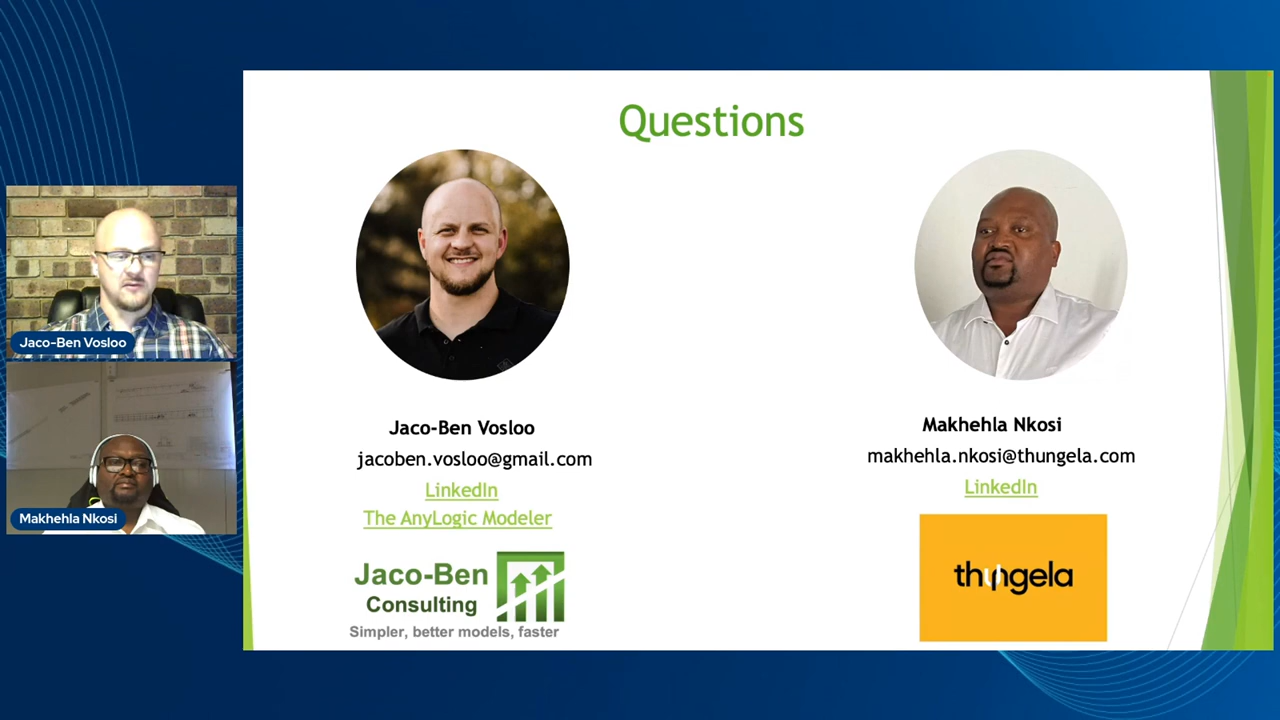 Questions
Jaco-Ben Vosloo
Makhehla Nkosi
Jaco-Ben Vosloo
jacoben.vosloo@gmail.com
LinkedIn
The AnyLogic Modeler
Jaco-Ben
Consulting
Simpler, better models, faster
Makhehla Nkosi
makhehla.nkosi@thungela.com
LinkedIn
thungela